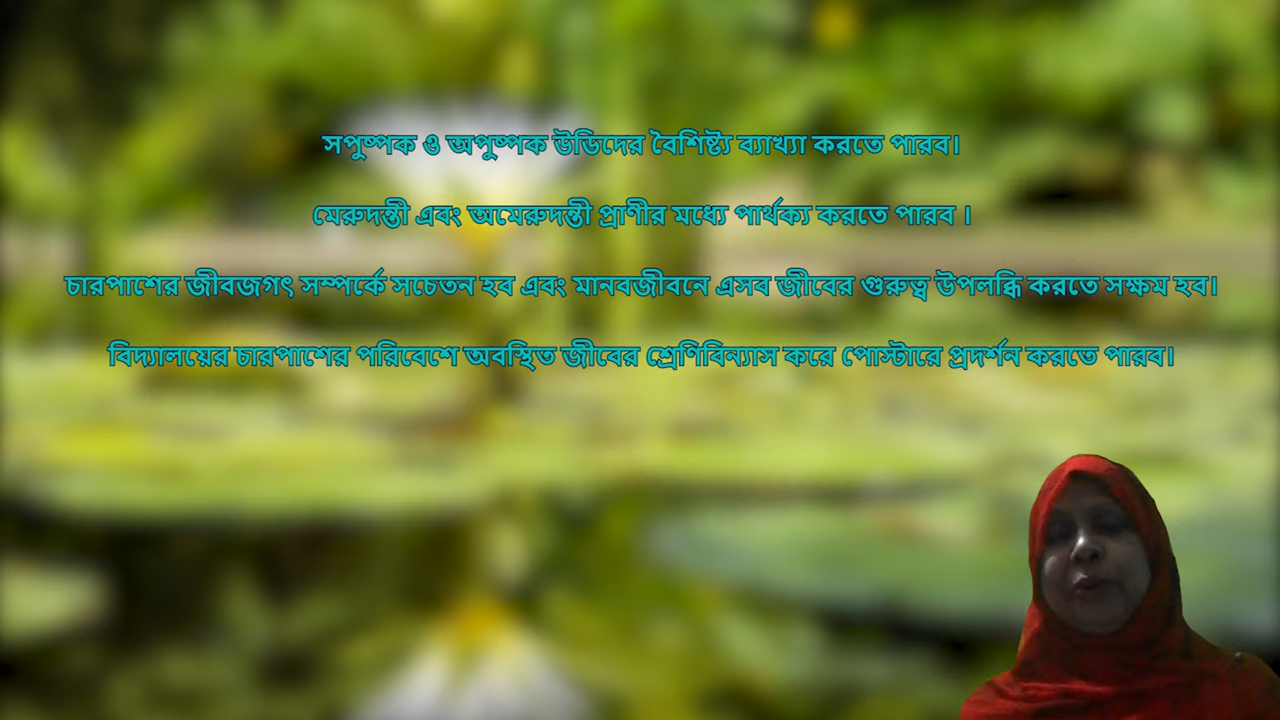 সপুষ্পক ও অপুষ্পক উডিদের বৈশিষ্ট্য ব্যাখ্যা করতে পারব।
মেরুদন্তী এবং অমেরুদন্তী প্রাণীর মধ্যে পার্থক্য করতে পারব ।
চারপাশের জীবজগৎ সম্পর্কে সচেতন হব এবং মানবজীবনে এসব জীবের গুরুত্ব উপলব্ধি করতে সক্ষম হব।
বিদ্যালয়ের চারপাশের পরিবেশে অবস্থিত জীবের শ্রেণিবিন্যাস করে পোস্টারে প্রদর্শন করতে পারব।